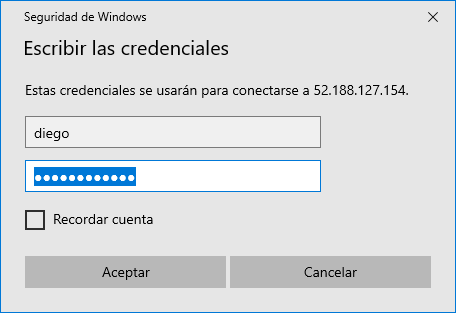 Seguridad de Windows
Escribir las credenciales
Estas credenciales se usarán para conectarse a 52.188.127.154.
diego
●●●●●●●●●●●●
Recordar cuenta
Aceptar
Cancelar